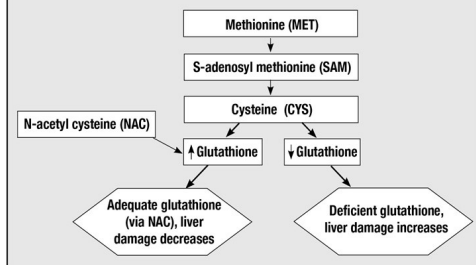 Methionine (MET)
S-adenosyl methionine (SAM)
Cysteine (CYS)
N-acetyl cysteine (NAC)
↑ Glutathione
↓ Glutathione
Adequate glutathione
(via NAC), liver
damage decreases
Deficient glutathione,
liver damage increases